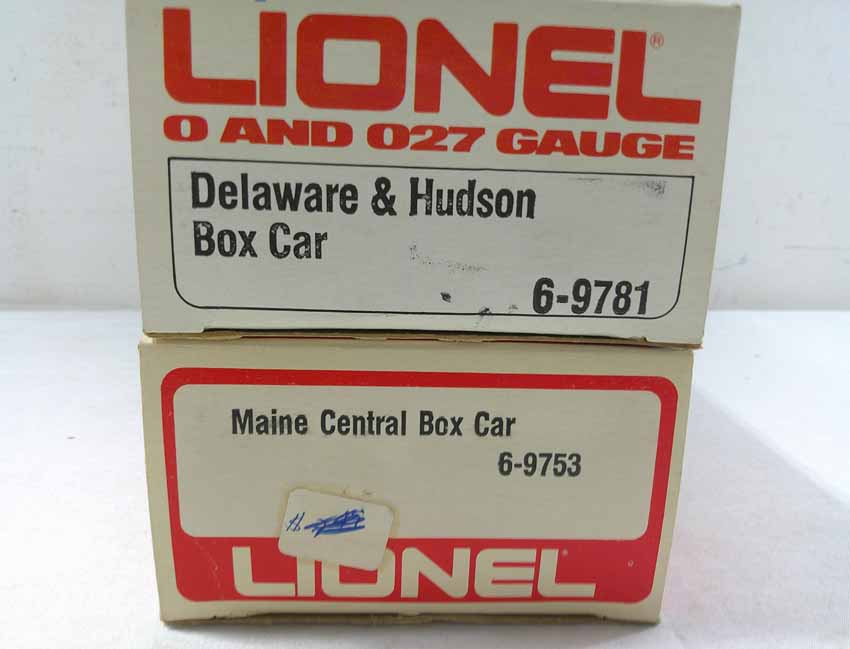 LIONEL®
O AND O27 GAUGE
Delaware & Hudson
Box Car
6-9781
Maine Central Box Car
6-9753
LIONEL